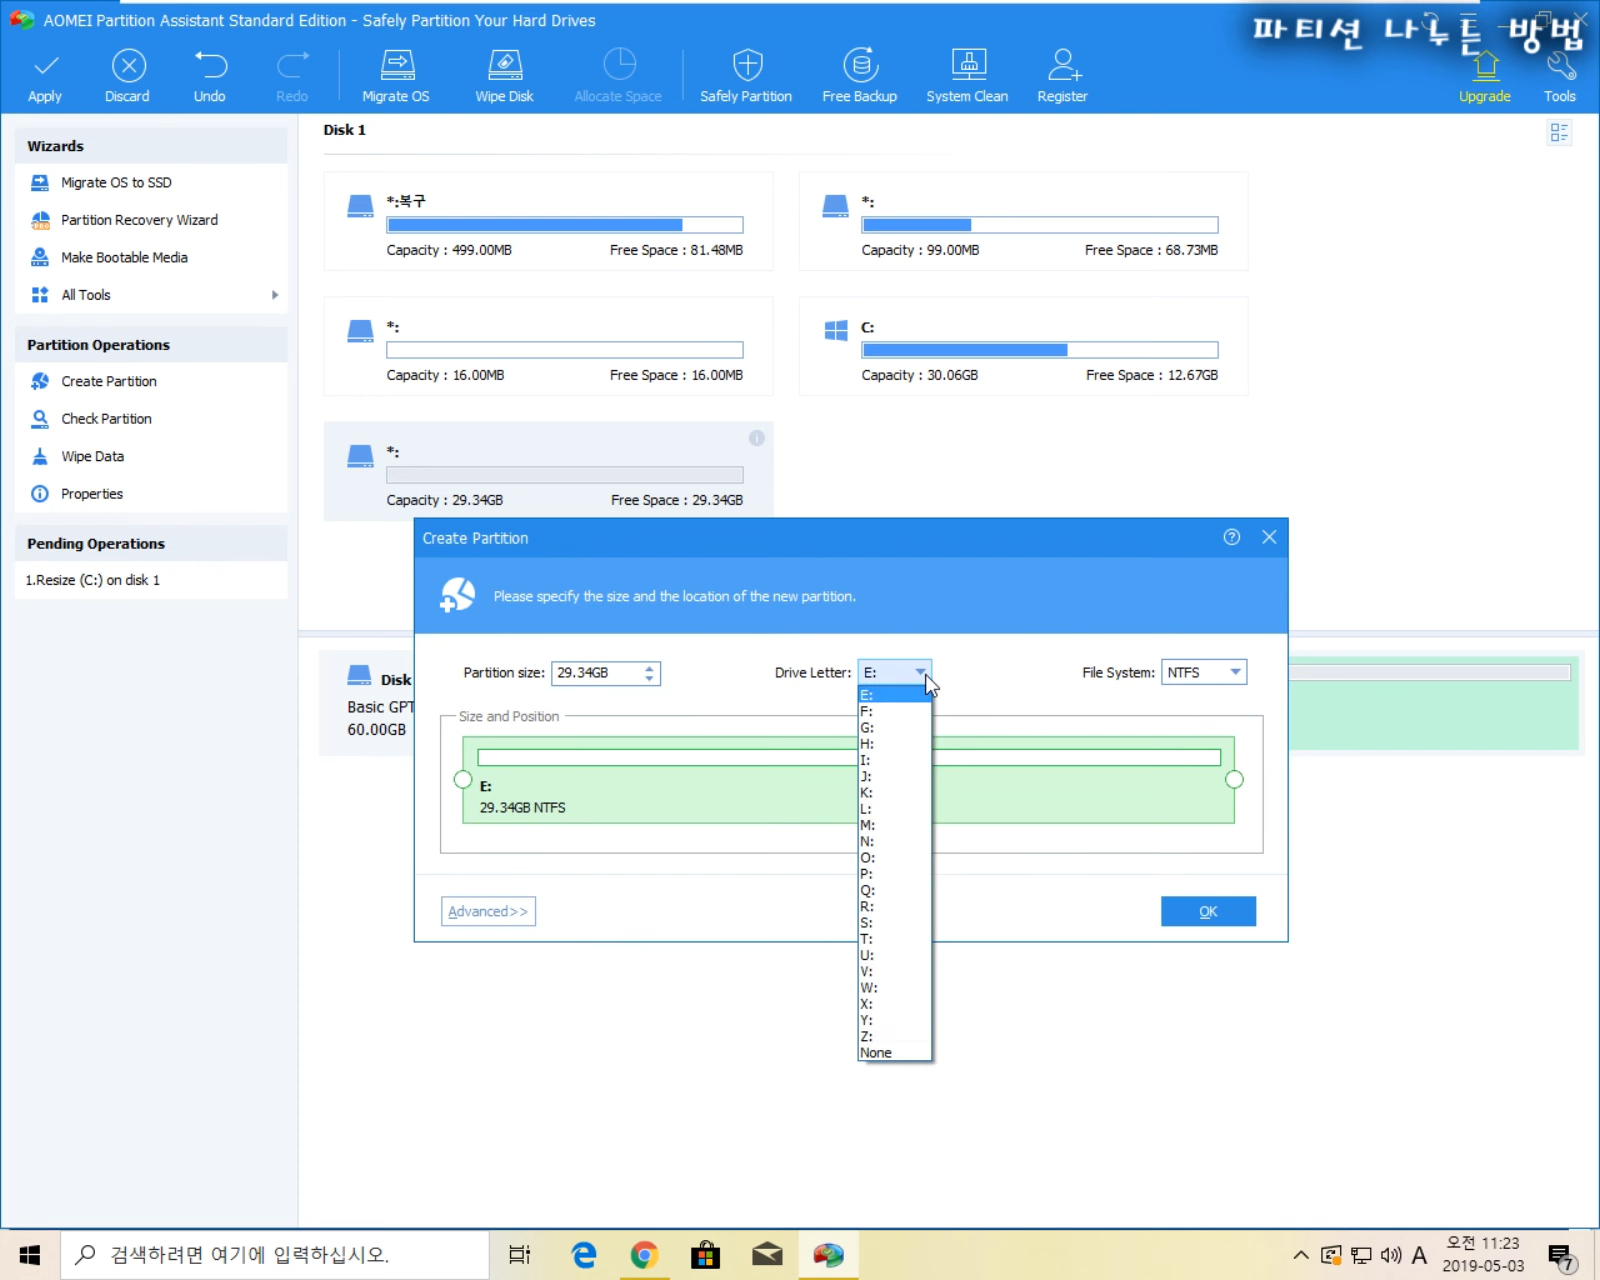 AOMEI Partition Assistant Standard Edition - Safely Partition Your Hard Drives
파티션 나누는 방법
Apply
Discard
Undo
Redo
Migrate OS
Wipe Disk
Allocate Space
Safely Partition
Free Backup
System Clean
Register
Upgrade
Tools
Wizards
Migrate OS to SSD
Partition Recovery Wizard
Make Bootable Media
All Tools
Partition Operations
Create Partition
Check Partition
Wipe Data
Properties
Pending Operations
1.Resize (C:) on disk 1
Disk 1
*:복구
Capacity : 499.00MB Free Space : 81.48MB
*:
Capacity : 99.00MB Free Space : 68.73MB
*:
Capacity : 16.00MB Free Space : 16.00MB
C:
Capacity : 30.06GB Free Space : 12.67GB
*:
Capacity : 29.34GB Free Space : 29.34GB
Disk
Basic GPT
60.00GB
Create Partition
Please specify the size and the location of the new partition.
Partition size: 29.34GB Drive Letter: E: File System: NTFS
Size and Position
E:
29.34GB NTFS
E:
F:
G:
H:
I:
J:
K:
L:
M:
N:
O:
P:
Q:
R:
S:
T:
U:
V:
W:
X:
Y:
Z:
None
Advanced>>
OK
검색하려면 여기에 입력하십시오.
A
오전 11:23
2019-05-03
7